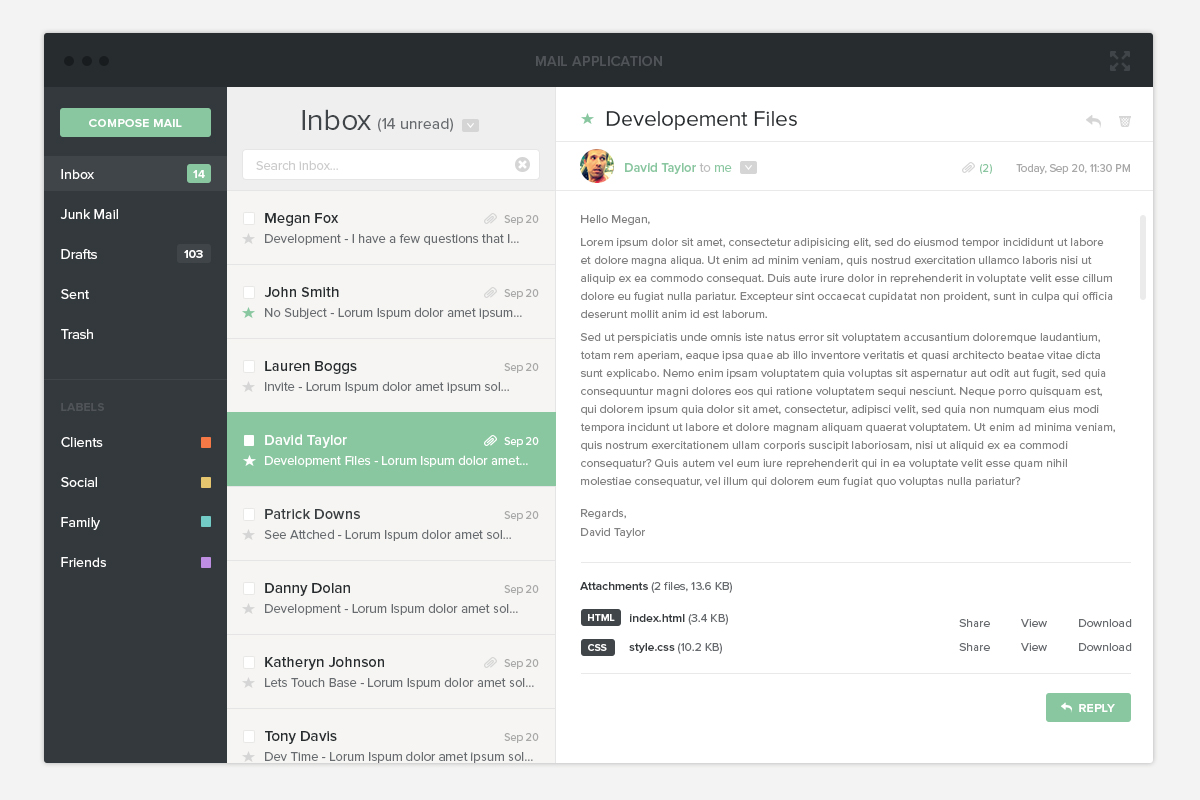 MAIL APPLICATION
COMPOSE MAIL
Inbox 14
Junk Mail
Drafts 103
Sent
Trash
LABELS
Clients
Social
Family
Friends
Inbox (14 unread)
Search inbox...
Megan Fox Sep 20
Development - I have a few questions that I...
John Smith Sep 20
No Subject - Lorum Ispum dolor amet ipsum...
Lauren Boggs Sep 20
Invite - Lorum Ispum dolor amet ipsum sol...
David Taylor Sep 20
Development Files - Lorum Ispum dolor amet...
Patrick Downs Sep 20
See Attched - Lorum Ispum dolor amet sol...
Danny Dolan Sep 20
Development - Lorum Ispum dolor amet sol...
Katheryn Johnson Sep 20
Lets Touch Base - Lorum Ispum dolor amet sol...
Tony Davis Sep 20
Dev Time - Lorum Ispum dolor amet ipsum sol...
Developement Files
David Taylor to me (2) Today, Sep 20, 11:30 PM
Hello Megan,
Lorem ipsum dolor sit amet, consectetur adipisicing elit, sed do eiusmod tempor incididunt ut labore
et dolore magna aliqua. Ut enim ad minim veniam, quis nostrud exercitation ullamco laboris nisi ut
aliquip ex ea commodo consequat. Duis aute irure dolor in reprehenderit in voluptate velit esse cillum
dolore eu fugiat nulla pariatur. Excepteur sint occaecat cupidatat non proident, sunt in culpa qui officia
deserunt mollit anim id est laborum.
Sed ut perspiciatis unde omnis iste natus error sit voluptatem accusantium doloremque laudantium,
totam rem aperiam, eaque ipsa quae ab illo inventore veritatis et quasi architecto beatae vitae dicta
sunt explicabo. Nemo enim ipsam voluptatem quia voluptas sit aspernatur aut odit aut fugit, sed quia
consequuntur magni dolores eos qui ratione voluptatem sequi nesciunt. Neque porro quisquam est,
qui dolorem ipsum quia dolor sit amet, consectetur, adipisci velit, sed quia non numquam eius modi
tempora incidunt ut labore et dolore magnam aliquam quaerat voluptatem. Ut enim ad minima veniam,
quis nostrum exercitationem ullam corporis suscipit laboriosam, nisi ut aliquid ex ea commodi
consequatur? Quis autem vel eum iure reprehenderit qui in ea voluptate velit esse quam nihil
molestiae consequatur, vel illum qui dolorem eum fugiat quo voluptas nulla pariatur?
Regards,
David Taylor
Attachments (2 files, 13.6 KB)
HTML index.html (3.4 KB) Share View Download
CSS style.css (10.2 KB) Share View Download
REPLY